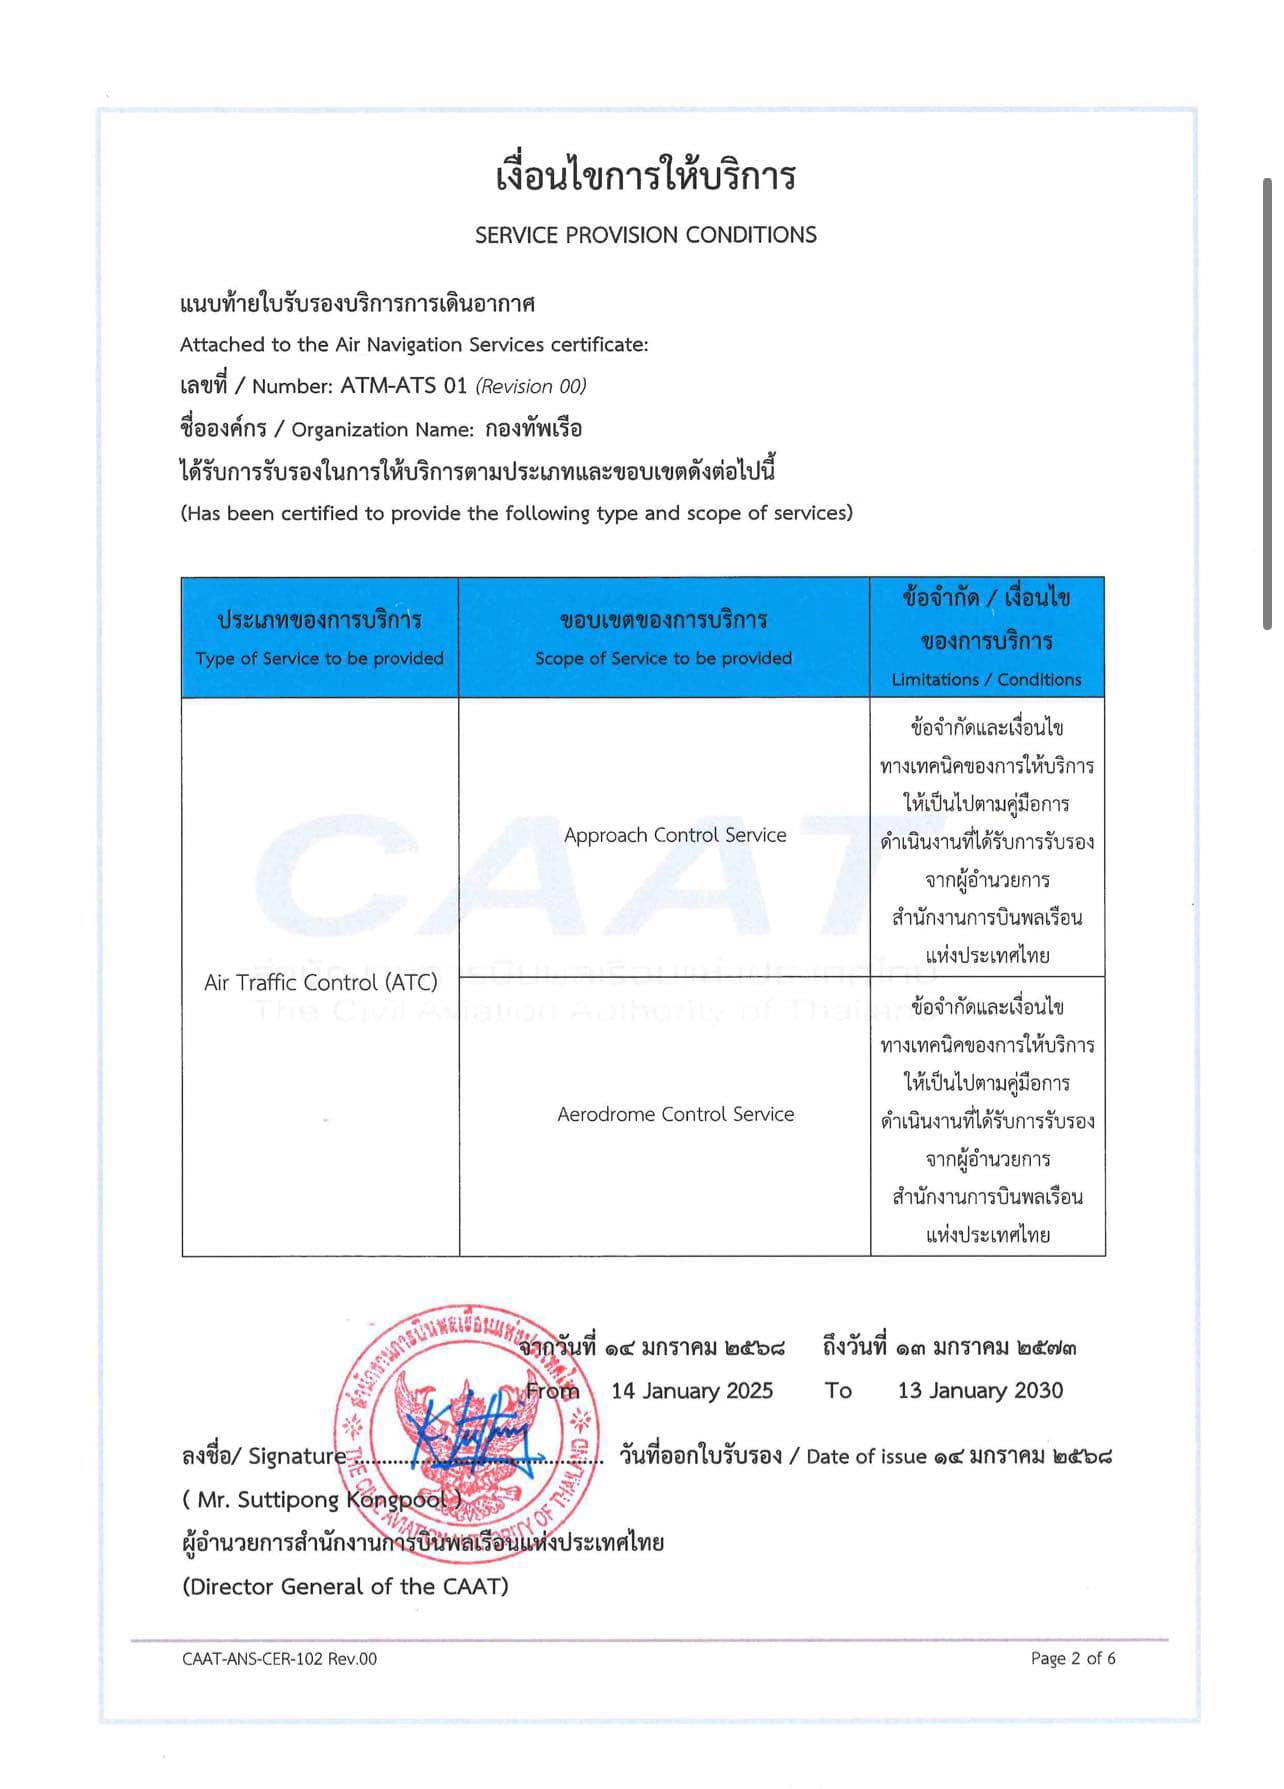 เงื่อนไขการให้บริการ
SERVICE PROVISION CONDITIONS
แนบท้ายใบรับรองบริการการเดินอากาศ
Attached to the Air Navigation Services certificate:
เลขที่ / Number: ATM-ATS 01 (Revision 00)
ชื่อองค์กร / Organization Name: กองทัพเรือ
ได้รับการรับรองในการให้บริการตามประเภทและขอบเขตดังต่อไปนี้
(Has been certified to provide the following type and scope of services)
ประเภทของการบริการ
Type of Service to be provided
ขอบเขตของการบริการ
Scope of Service to be provided
ข้อจำกัด / เงื่อนไข
ของการบริการ
Limitations / Conditions
Air Traffic Control (ATC)
Approach Control Service
ข้อจำกัดและเงื่อนไข
ทางเทคนิคของการให้บริการ
ให้เป็นไปตามคู่มือการ
ดำเนินงานที่ได้รับการรับรอง
จากผู้อำนวยการ
สำนักงานการบินพลเรือน
แห่งประเทศไทย
Aerodrome Control Service
ข้อจำกัดและเงื่อนไข
ทางเทคนิคของการให้บริการ
ให้เป็นไปตามคู่มือการ
ดำเนินงานที่ได้รับการรับรอง
จากผู้อำนวยการ
สำนักงานการบินพลเรือน
แห่งประเทศไทย
CAAT
สำนักงานการบินพลเรือนแห่งประเทศไทย
The Civil Aviation Authority of Thailand
จากวันที่ ๑๔ มกราคม ๒๕๖๘ ถึงวันที่ ๑๓ มกราคม ๒๕๗๓
From 14 January 2025 To 13 January 2030
ลงชื่อ/ Signature ............................................ วันที่ออกใบรับรอง / Date of issue ๑๔ มกราคม ๒๕๖๘
( Mr. Suttipong Kongpool )
ผู้อำนวยการสำนักงานการบินพลเรือนแห่งประเทศไทย
(Director General of the CAAT)
สำนักงานการบินพลเรือนแห่งประเทศไทย
THE CIVIL AVIATION AUTHORITY OF THAILAND
CAAT-ANS-CER-102 Rev.00
Page 2 of 6